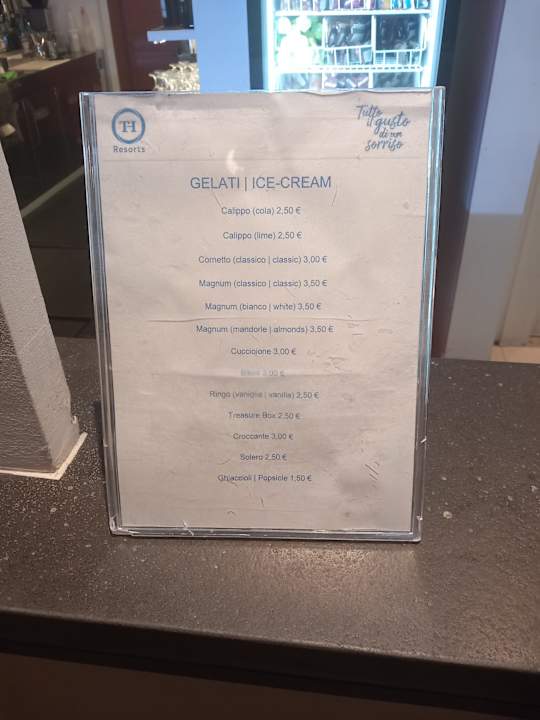 TH
Resorts
Tutto
il gusto
di un
sorriso
GELATI | ICE-CREAM
Calippo (cola) 2,50 €
Calippo (lime) 2,50 €
Cornetto (classico | classic) 3,00 €
Magnum (classico | classic) 3,50 €
Magnum (bianco | white) 3,50 €
Magnum (mandorle | almonds) 3,50 €
Cucciolone 3,00 €
3,00 €
Ringo (vaniglia | vanilla) 2,50 €
Treasure Box 2,50 €
Croccante 3,00 €
Solero 2,50 €
Ghiaccioli | Popsicle 1,50 €